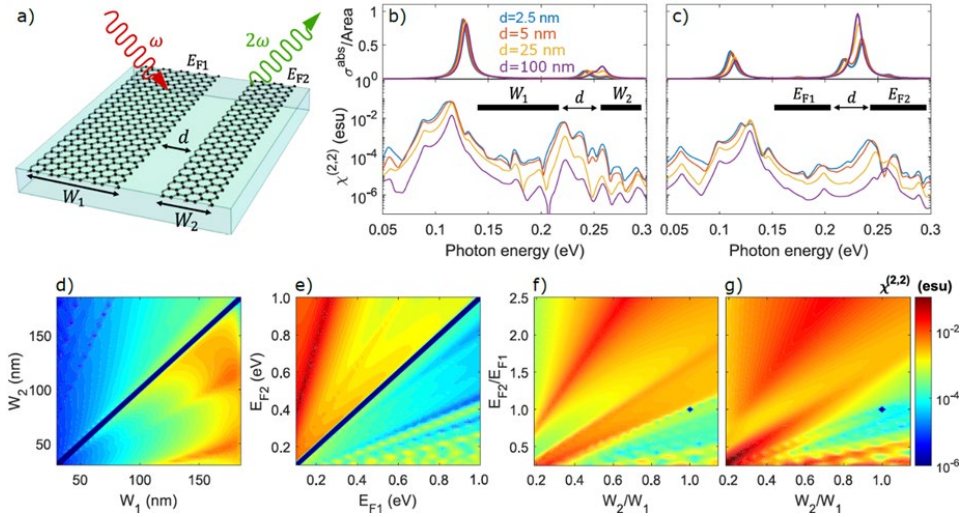 a)
ω
2ω
E_F1
E_F2
d
W_1
W_2
b)
σ^abs/Area
1
0.5
0
d=2.5 nm
d=5 nm
d=25 nm
d=100 nm
W_1
d
W_2
χ^(2,2) (esu)
10^-2
10^-4
10^-6
0.05 0.1 0.15 0.2 0.25 0.3
Photon energy (eV)
c)
E_F1
d
E_F2
0.05 0.1 0.15 0.2 0.25 0.3
Photon energy (eV)
d)
W_2 (nm)
150
100
50
50 100 150
W_1 (nm)
e)
E_F2 (eV)
1.0
0.8
0.6
0.4
0.2
0.2 0.4 0.6 0.8 1.0
E_F1 (eV)
f)
E_F2/E_F1
2.5
2.0
1.5
1.0
0.5
0.2 0.4 0.6 0.8 1.0
W_2/W_1
g)
χ^(2,2) (esu)
0.2 0.4 0.6 0.8 1.0
W_2/W_1
10^-2
10^-4
10^-6